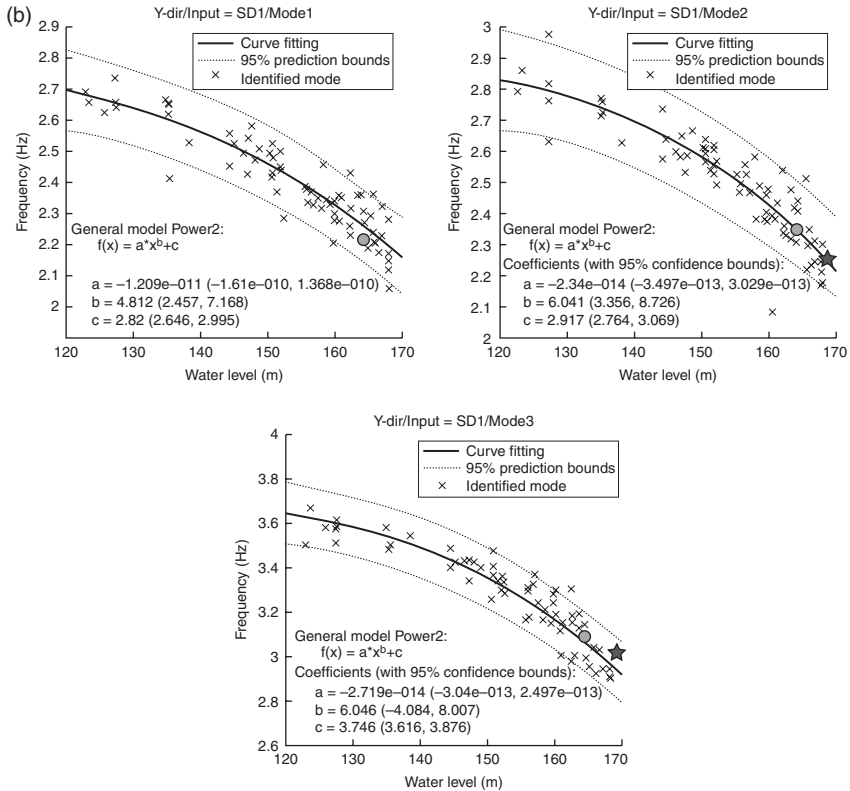 (b)
Y-dir/Input = SD1/Mode1
2.9
2.8
2.7
2.6
2.5
2.4
2.3
2.2
2.1
2
Frequency (Hz)
Curve fitting
95% prediction bounds
Identified mode
General model Power2:
f(x) = a*x^b+c
a = −1.209e−011 (−1.61e−010, 1.368e−010)
b = 4.812 (2.457, 7.168)
c = 2.82 (2.646, 2.995)
120 130 140 150 160 170
Water level (m)
Y-dir/Input = SD1/Mode2
3
2.9
2.8
2.7
2.6
2.5
2.4
2.3
2.2
2.1
2
Frequency (Hz)
Curve fitting
95% prediction bounds
Identified mode
General model Power2:
f(x) = a*x^b+c
Coefficients (with 95% confidence bounds):
a = −2.34e−014 (−3.497e−013, 3.029e−013)
b = 6.041 (3.356, 8.726)
c = 2.917 (2.764, 3.069)
120 130 140 150 160 170
Water level (m)
Y-dir/Input = SD1/Mode3
4
3.8
3.6
3.4
3.2
3
2.8
2.6
Frequency (Hz)
Curve fitting
95% prediction bounds
Identified mode
General model Power2:
f(x) = a*x^b+c
Coefficients (with 95% confidence bounds):
a = −2.719e−014 (−3.04e−013, 2.497e−013)
b = 6.046 (−4.084, 8.007)
c = 3.746 (3.616, 3.876)
120 130 140 150 160 170
Water level (m)